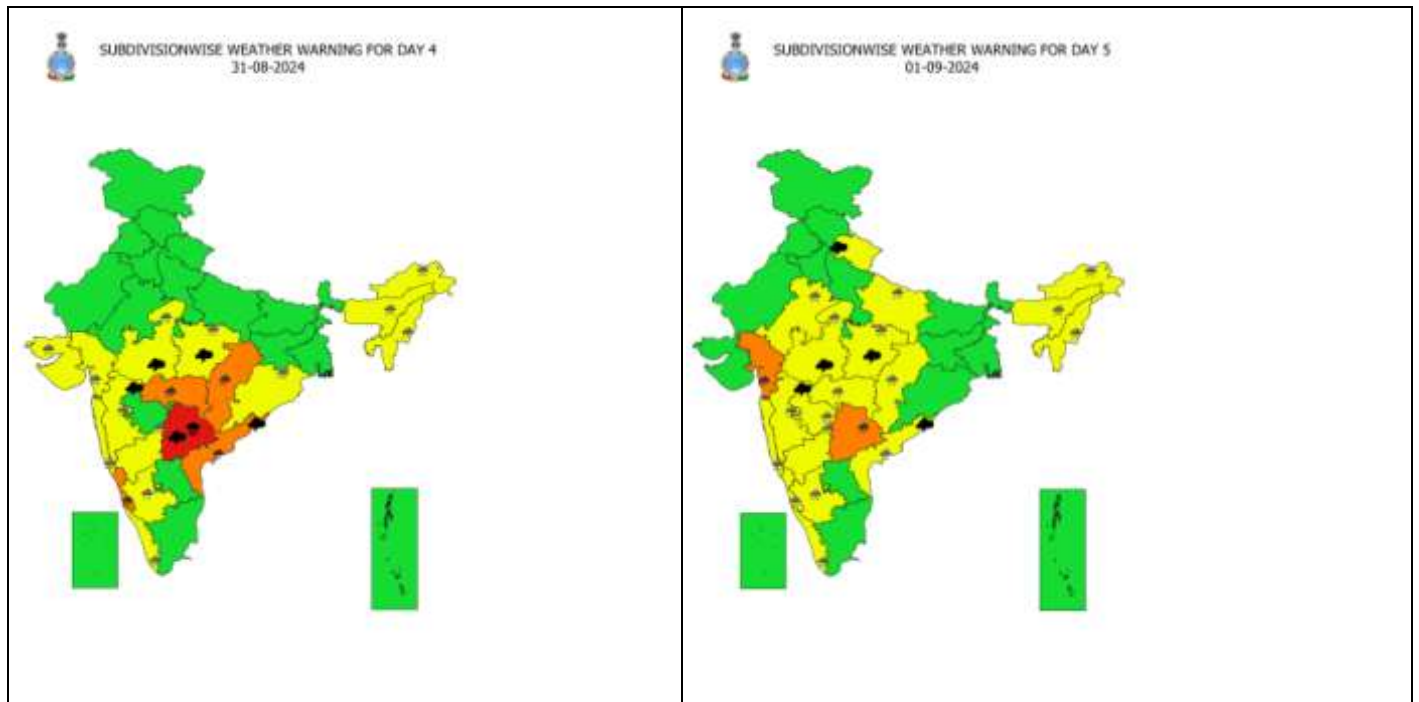 SUBDIVISIONWISE WEATHER WARNING FOR DAY 4
31-08-2024
SUBDIVISIONWISE WEATHER WARNING FOR DAY 5
01-09-2024